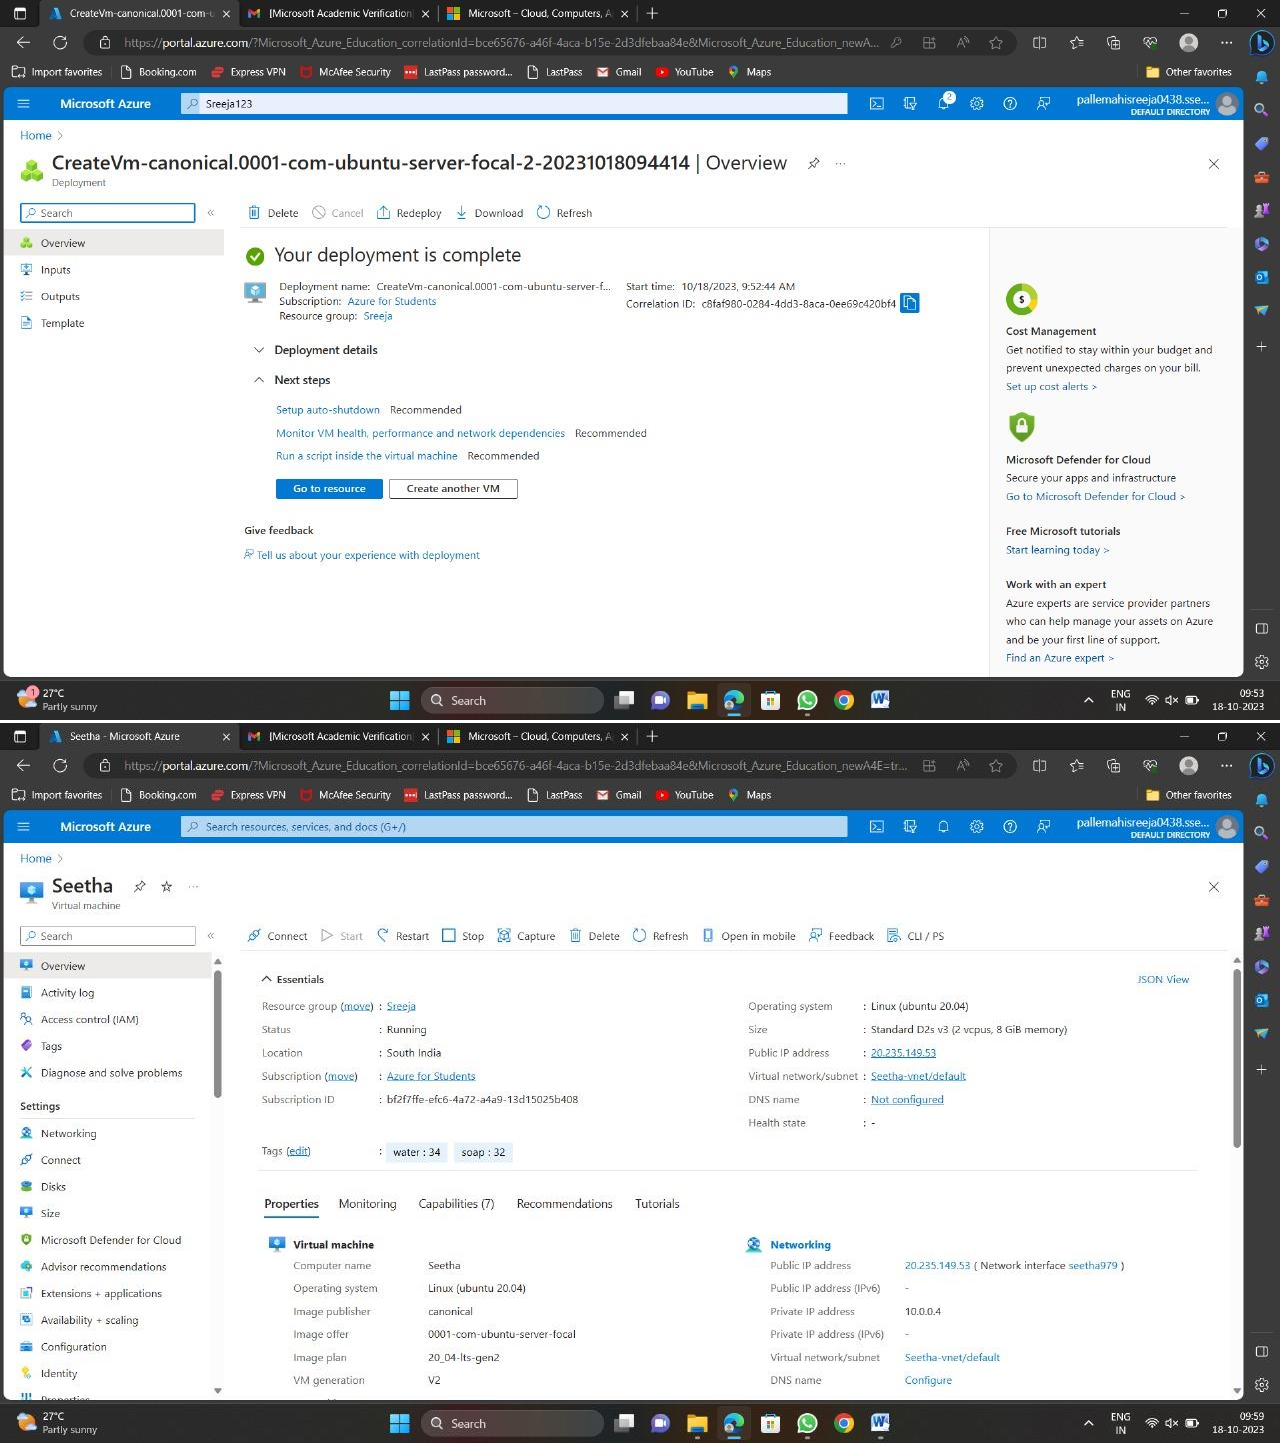 CreateVm-canonical.0001-com-u
[Microsoft Academic Verification]
Microsoft – Cloud, Computers, A
https://portal.azure.com/?Microsoft_Azure_Education_correlationId=bce65676-a46f-4aca-b15e-2d3dfebaa84e&Microsoft_Azure_Education_newA...
Import favorites
Booking.com
Express VPN
McAfee Security
LastPass password...
LastPass
Gmail
YouTube
Maps
Other favorites
Microsoft Azure
Sreeja123
2
pallemahisreeja0438.sse...
DEFAULT DIRECTORY
Home >
CreateVm-canonical.0001-com-ubuntu-server-focal-2-20231018094414 | Overview
Deployment
Search
Delete
Cancel
Redeploy
Download
Refresh
Overview
Inputs
Outputs
Template
Your deployment is complete
Deployment name: CreateVm-canonical.0001-com-ubuntu-server-f...
Subscription: Azure for Students
Resource group: Sreeja
Start time: 10/18/2023, 9:52:44 AM
Correlation ID: c8faf980-0284-4dd3-8aca-0ee69c420bf4
Deployment details
Next steps
Setup auto-shutdown Recommended
Monitor VM health, performance and network dependencies Recommended
Run a script inside the virtual machine Recommended
Go to resource
Create another VM
Give feedback
Tell us about your experience with deployment
Cost Management
Get notified to stay within your budget and
prevent unexpected charges on your bill.
Set up cost alerts >
Microsoft Defender for Cloud
Secure your apps and infrastructure
Go to Microsoft Defender for Cloud >
Free Microsoft tutorials
Start learning today >
Work with an expert
Azure experts are service provider partners
who can help manage your assets on Azure
and be your first line of support.
Find an Azure expert >
1
27°C
Partly sunny
Search
ENG
IN
09:53
18-10-2023
Seetha - Microsoft Azure
[Microsoft Academic Verification]
Microsoft – Cloud, Computers, A
https://portal.azure.com/?Microsoft_Azure_Education_correlationId=bce65676-a46f-4aca-b15e-2d3dfebaa84e&Microsoft_Azure_Education_newA4E=tr...
Import favorites
Booking.com
Express VPN
McAfee Security
LastPass password...
LastPass
Gmail
YouTube
Maps
Other favorites
Microsoft Azure
Search resources, services, and docs (G+/)
pallemahisreeja0438.sse...
DEFAULT DIRECTORY
Home >
Seetha
Virtual machine
Search
Connect
Start
Restart
Stop
Capture
Delete
Refresh
Open in mobile
Feedback
CLI / PS
Overview
Activity log
Access control (IAM)
Tags
Diagnose and solve problems
Settings
Networking
Connect
Disks
Size
Microsoft Defender for Cloud
Advisor recommendations
Extensions + applications
Availability + scaling
Configuration
Identity
Properties
Essentials
JSON View
Resource group (move) : Sreeja
Status : Running
Location : South India
Subscription (move) : Azure for Students
Subscription ID : bf2f7ffe-efc6-4a72-a4a9-13d15025b408
Operating system : Linux (ubuntu 20.04)
Size : Standard D2s v3 (2 vcpus, 8 GiB memory)
Public IP address : 20.235.149.53
Virtual network/subnet : Seetha-vnet/default
DNS name : Not configured
Health state : -
Tags (edit) : water : 34 soap : 32
Properties
Monitoring
Capabilities (7)
Recommendations
Tutorials
Virtual machine
Computer name Seetha
Operating system Linux (ubuntu 20.04)
Image publisher canonical
Image offer 0001-com-ubuntu-server-focal
Image plan 20_04-lts-gen2
VM generation V2
Networking
Public IP address 20.235.149.53 ( Network interface seetha979 )
Public IP address (IPv6) -
Private IP address 10.0.0.4
Private IP address (IPv6) -
Virtual network/subnet Seetha-vnet/default
DNS name Configure
27°C
Partly sunny
Search
ENG
IN
09:59
18-10-2023